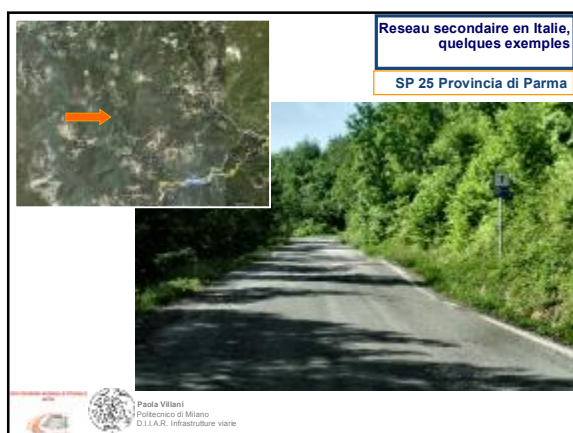 Reseau secondaire en Italie,
quelques exemples
SP 25 Provincia di Parma
Paola Villani
Politecnico di Milano
D.I.I.A.R. Infrastrutture viarie